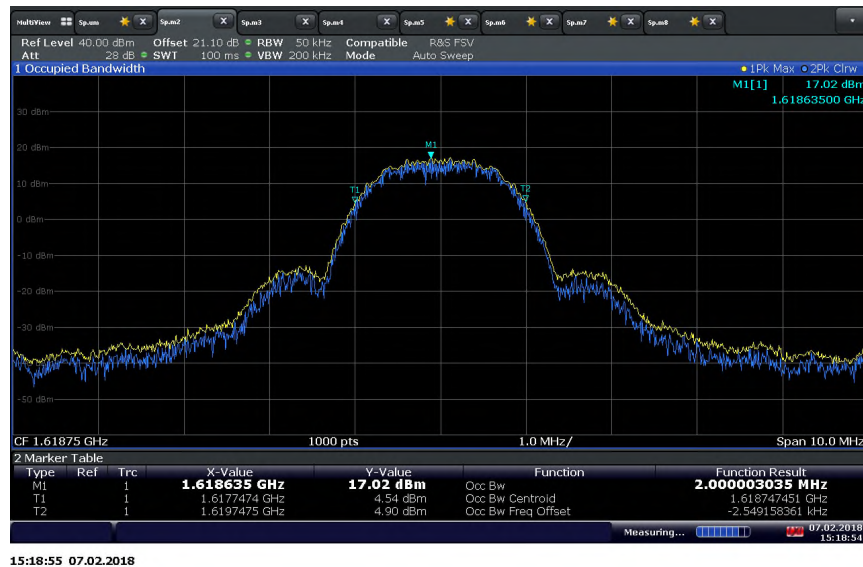 MultiView Sp.em X Sp.m2 X Sp.m3 X Sp.m4 X Sp.m5 X Sp.m6 X Sp.m7 X Sp.m8 X
Ref Level 40.00 dBm Offset 21.10 dB RBW 50 kHz Compatible R&S FSV
Att 28 dB SWT 100 ms VBW 200 kHz Mode Auto Sweep
1 Occupied Bandwidth 1Pk Max 2Pk Clrw
M1[1] 17.02 dBm
1.61863500 GHz
30 dBm
20 dBm
M1
10 dBm
T1 T2
0 dBm
-10 dBm
-20 dBm
-30 dBm
-50 dBm
CF 1.61875 GHz 1000 pts 1.0 MHz/ Span 10.0 MHz
2 Marker Table
Type Ref Trc X-Value Y-Value Function Function Result
M1 1 1.618635 GHz 17.02 dBm Occ Bw 2.000003035 MHz
T1 1 1.6177474 GHz 4.54 dBm Occ Bw Centroid 1.618747451 GHz
T2 1 1.6197475 GHz 4.90 dBm Occ Bw Freq Offset -2.549158361 kHz
Measuring... 07.02.2018
15:18:54
15:18:55 07.02.2018